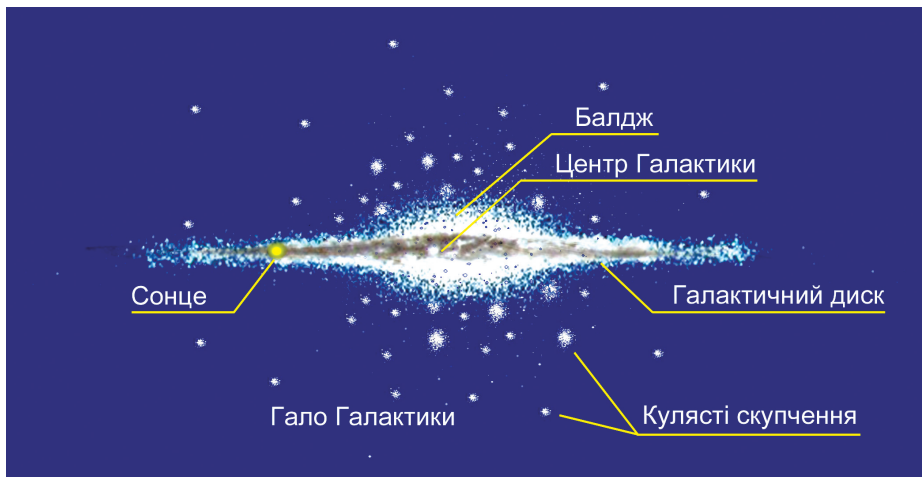 Балдж
Центр Галактики
Сонце
Галактичний диск
Гало Галактики
Кулясті скупчення